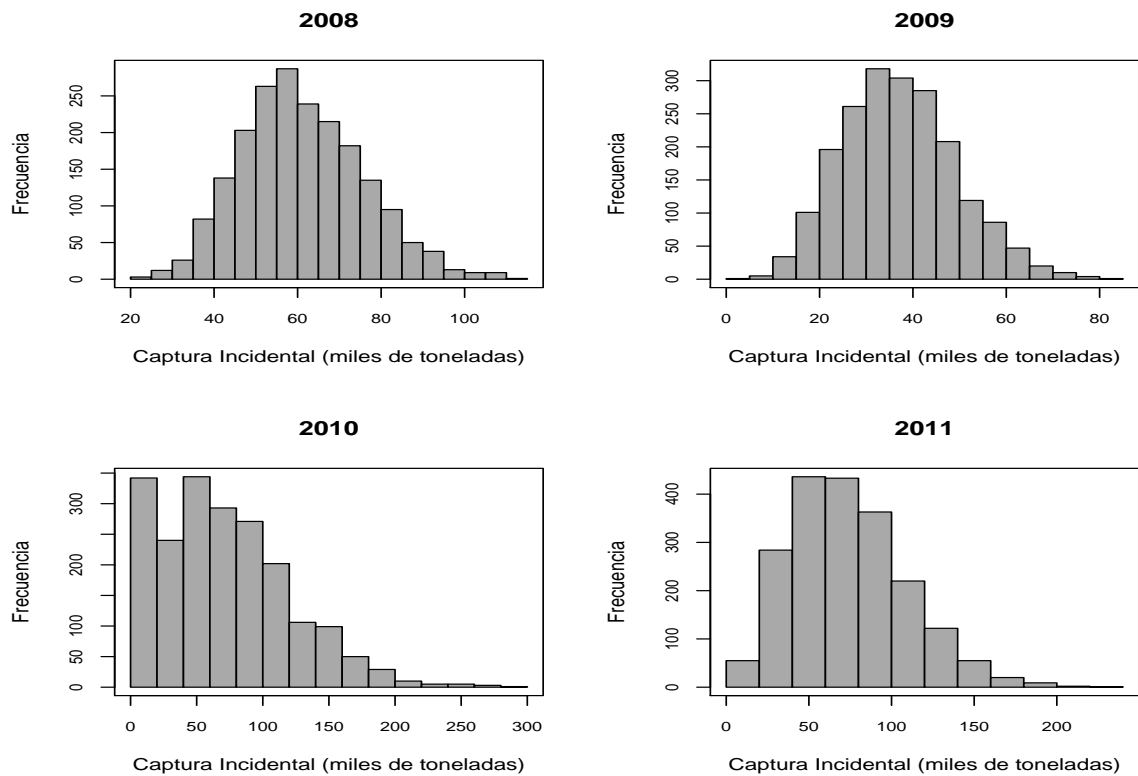 2008
Frecuencia
0 50 100 150 200 250
20 40 60 80 100
Captura Incidental (miles de toneladas)
2009
Frecuencia
0 50 100 150 200 250 300
0 20 40 60 80
Captura Incidental (miles de toneladas)
2010
Frecuencia
0 50 100 200 300
0 50 100 150 200 250 300
Captura Incidental (miles de toneladas)
2011
Frecuencia
0 100 200 300 400
0 50 100 150 200
Captura Incidental (miles de toneladas)